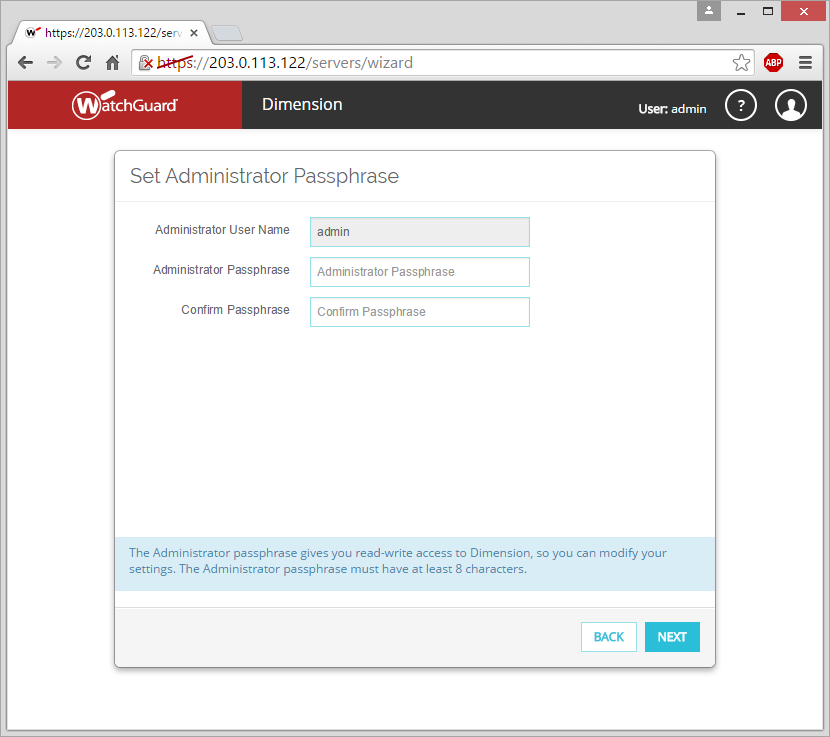 https://203.0.113.122/serv
https://203.0.113.122/servers/wizard
ABP
WatchGuard
Dimension
User: admin
?
Set Administrator Passphrase
Administrator User Name
admin
Administrator Passphrase
Administrator Passphrase
Confirm Passphrase
Confirm Passphrase
The Administrator passphrase gives you read-write access to Dimension, so you can modify your
settings. The Administrator passphrase must have at least 8 characters.
BACK
NEXT